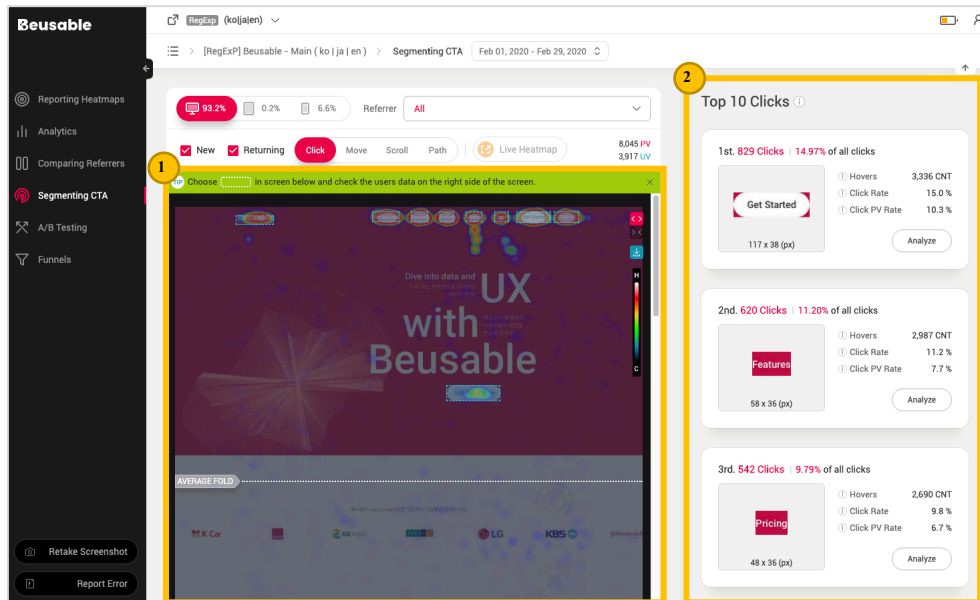 Beusable
RegExp (ko|ja|en)
[RegExP] Beusable - Main ( ko | ja | en ) > Segmenting CTA Feb 01, 2020 - Feb 29, 2020
Reporting Heatmaps
Analytics
Comparing Referrers
Segmenting CTA
A/B Testing
Funnels
Retake Screenshot
Report Error
93.2% 0.2% 6.6% Referrer All
New Returning Click Move Scroll Path Live Heatmap
8,045 PV
3,917 UV
1
TIP Choose in screen below and check the users data on the right side of the screen.
H
C
Dive into data and
UX
with
Beusable
AVERAGE FOLD
K Car
LG
KBS
2
Top 10 Clicks
1st. 829 Clicks | 14.97% of all clicks
Get Started
117 x 38 (px)
Hovers 3,336 CNT
Click Rate 15.0 %
Click PV Rate 10.3 %
Analyze
2nd. 620 Clicks | 11.20% of all clicks
Features
58 x 36 (px)
Hovers 2,987 CNT
Click Rate 11.2 %
Click PV Rate 7.7 %
Analyze
3rd. 542 Clicks | 9.79% of all clicks
Pricing
48 x 36 (px)
Hovers 2,690 CNT
Click Rate 9.8 %
Click PV Rate 6.7 %
Analyze